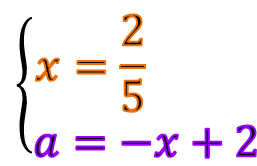 x = 2/5
a = −x + 2